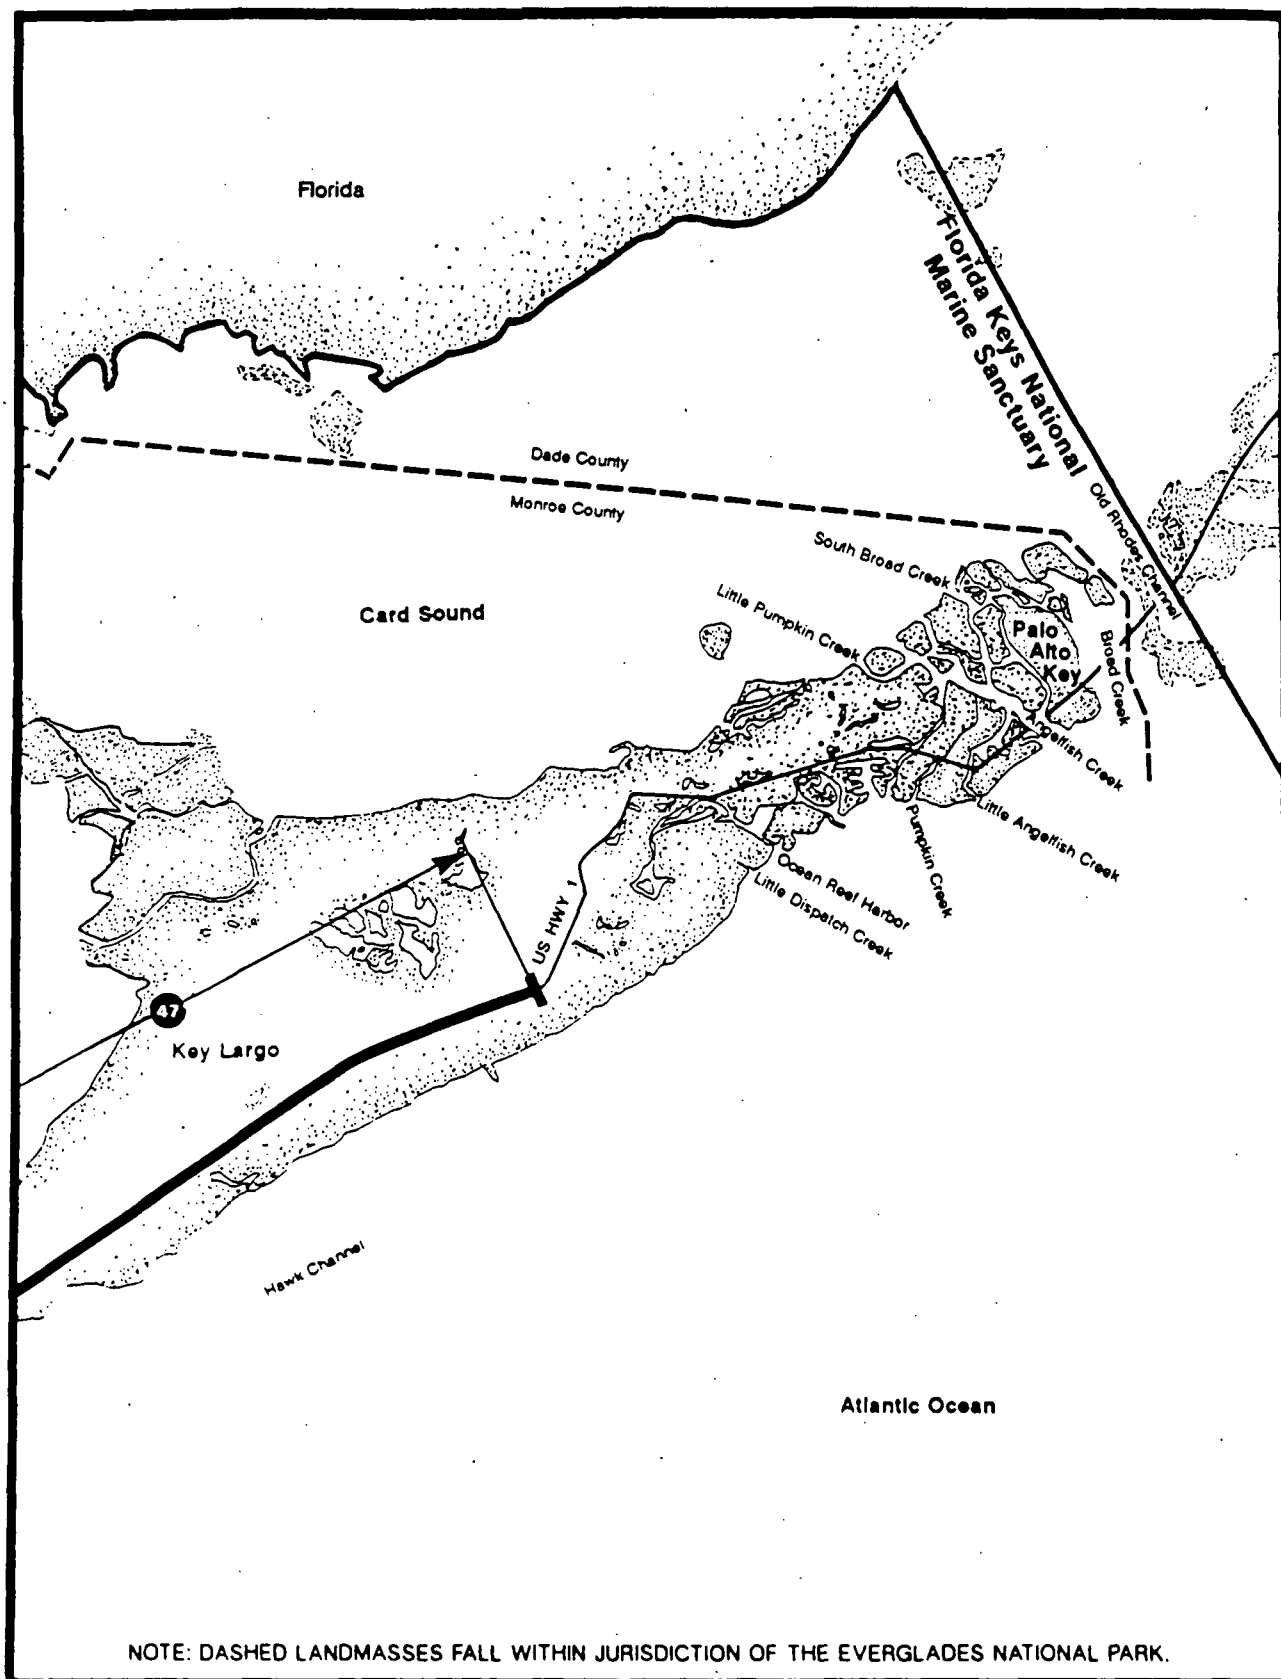 Florida
Florida Keys National
Marine Sanctuary
Dade County
Monroe County
Old Rhodes Channel
South Broad Creek
Little Pumpkin Creek
Card Sound
Palo
Alto
Key
Broad Creek
Angelfish Creek
Little Angelfish Creek
Pumpkin Creek
Ocean Reef Harbor
Little Dispatch Creek
US HWY 1
47
Key Largo
Hawk Channel
Atlantic Ocean
NOTE: DASHED LANDMASSES FALL WITHIN JURISDICTION OF THE EVERGLADES NATIONAL PARK.